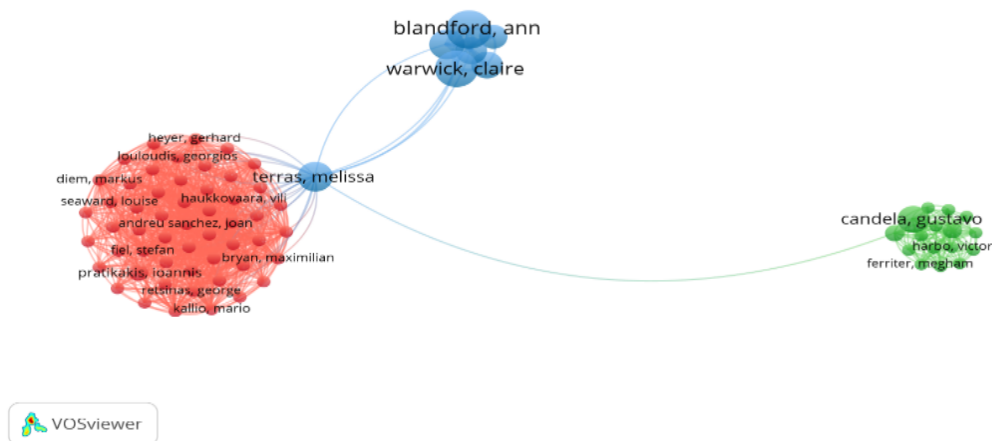 blandford, ann
warwick, claire
heyer, gerhard
louloudis, georgios
terras, melissa
diem, markus
seaward, louise
haukkovaara, vili
andreu sanchez, joan
candela, gustavo
harbo, victor
fiel, stefan
bryan, maximilian
ferriter, megham
pratikakis, ioannis
retsinas, george
kallio, mario
VOSviewer